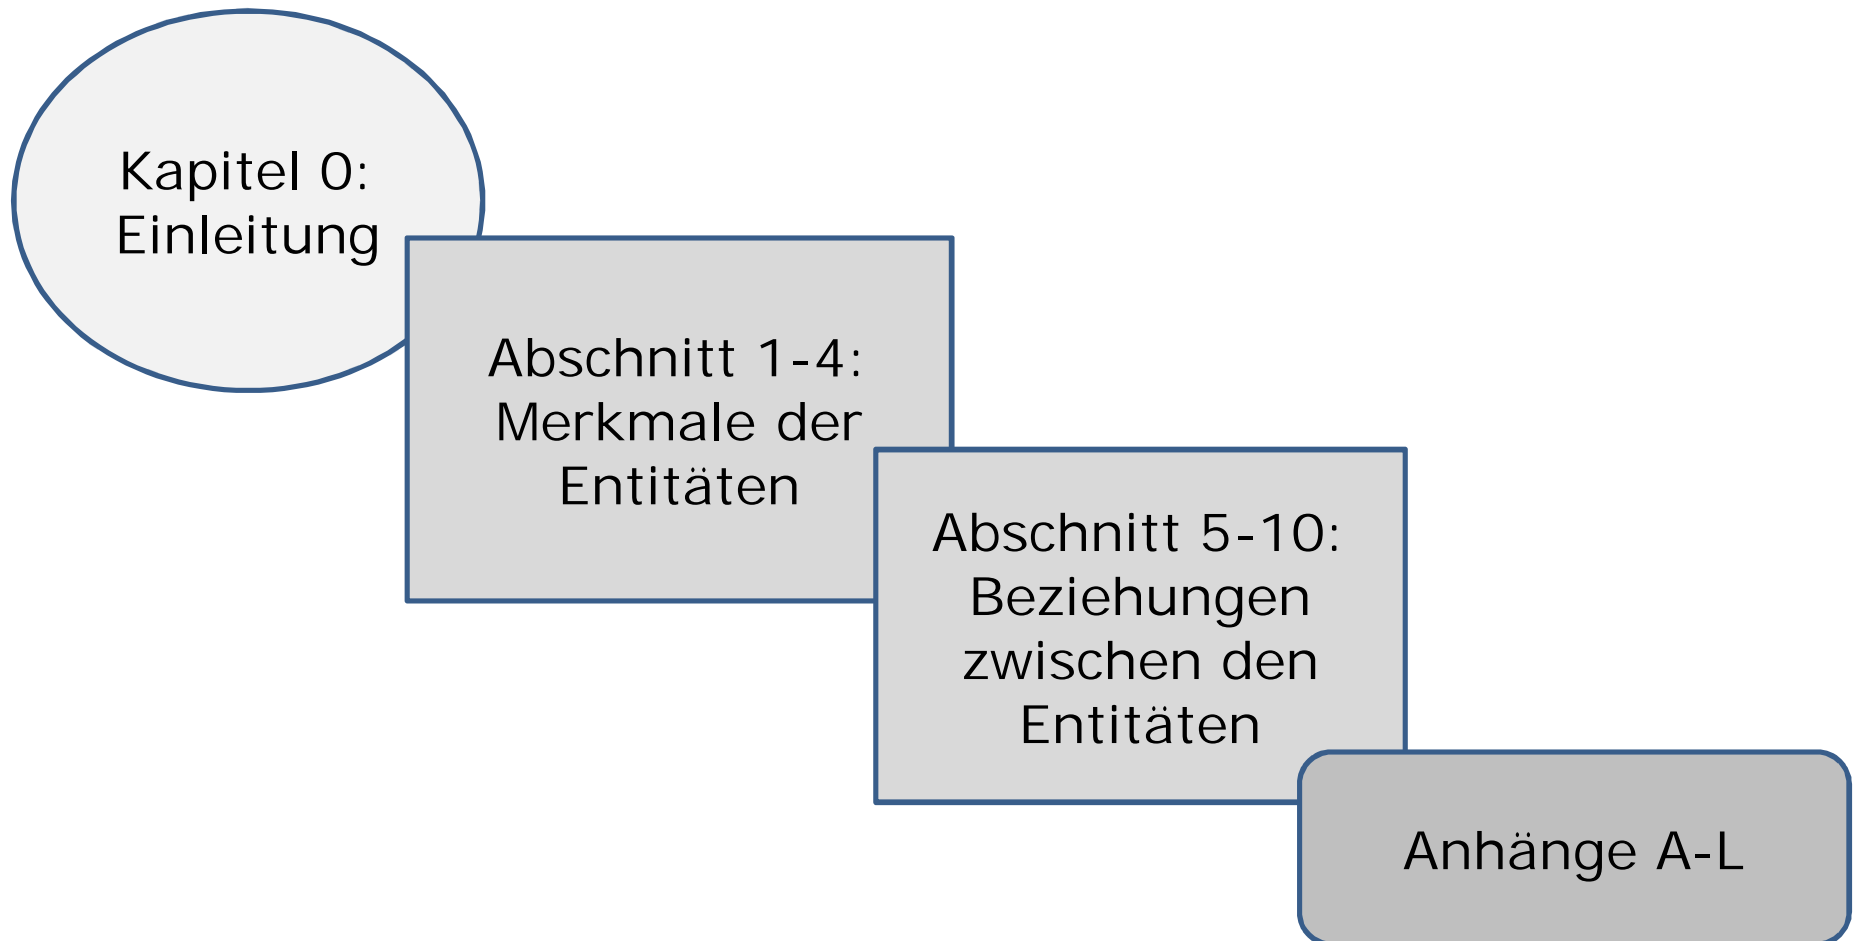 Kapitel 0:
Einleitung
Abschnitt 1-4:
Merkmale der
Entitäten
Abschnitt 5-10:
Beziehungen
zwischen den
Entitäten
Anhänge A-L